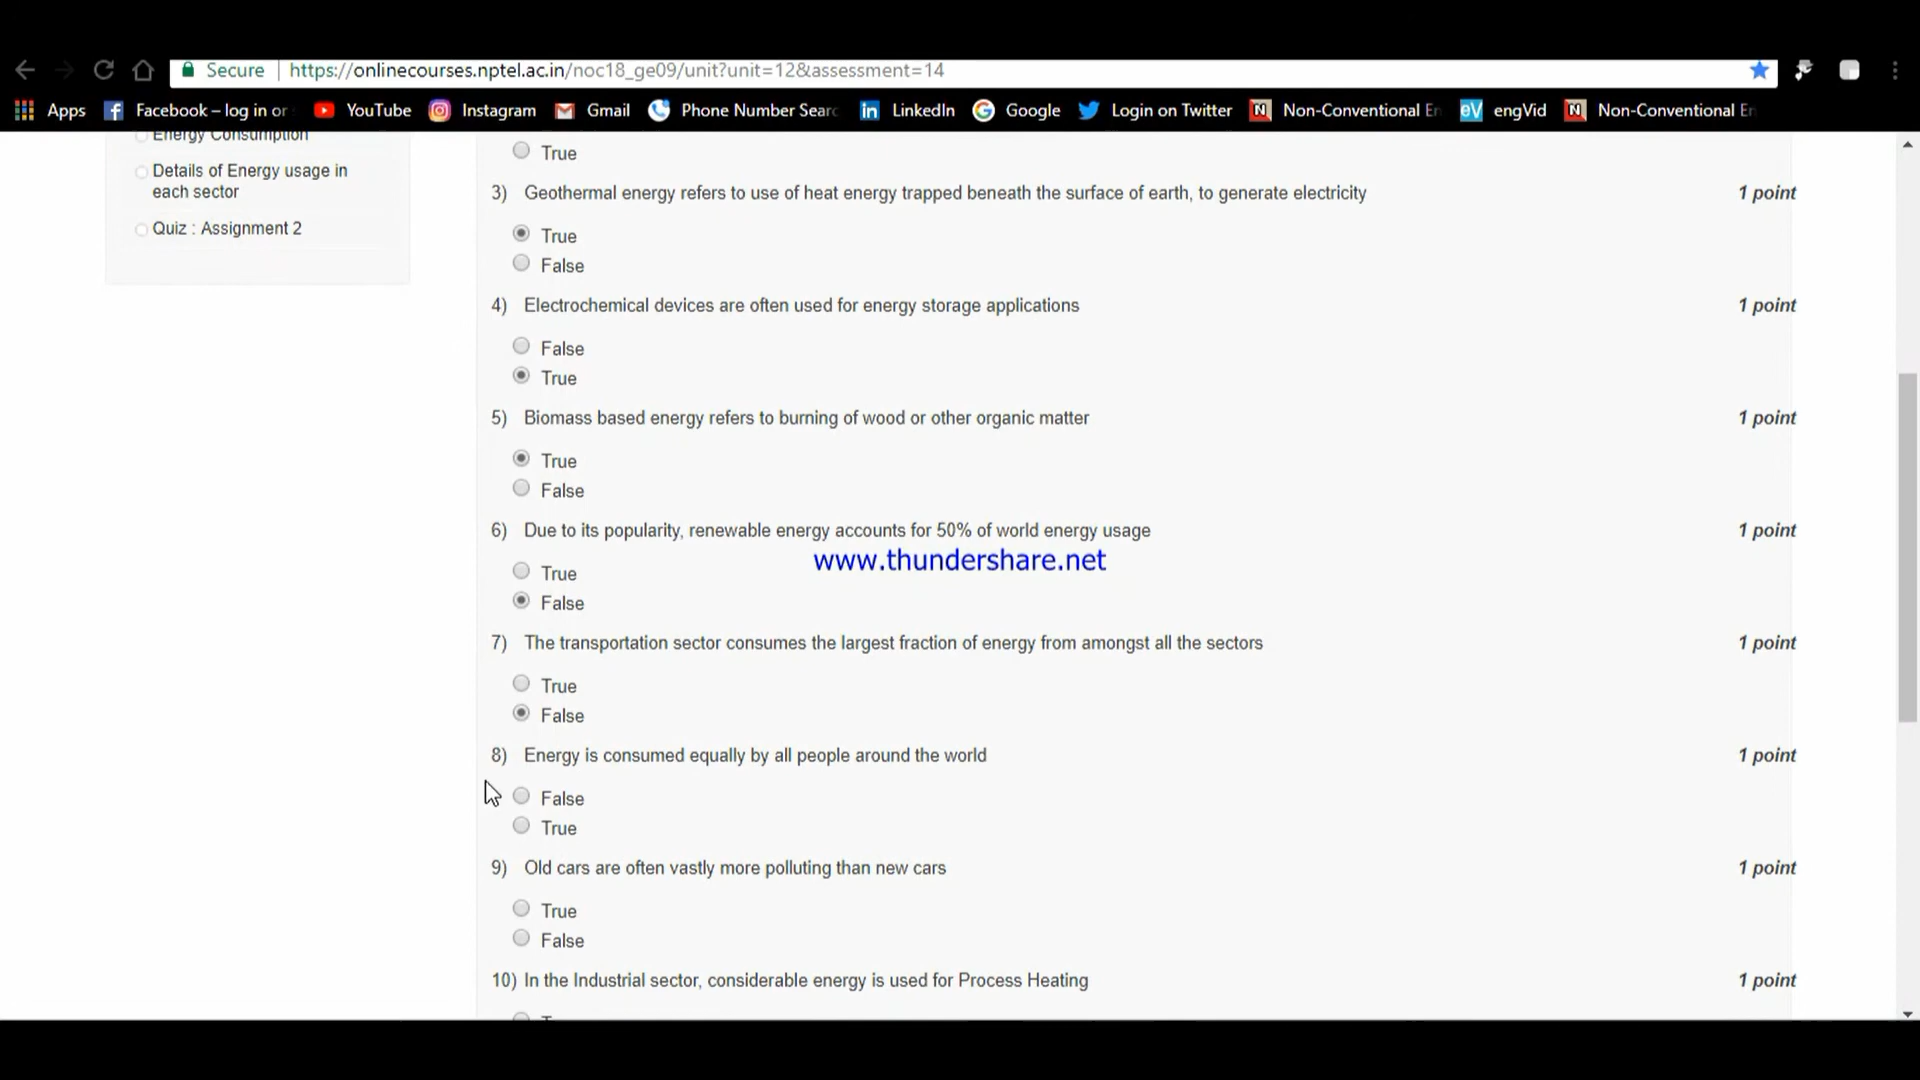 Secure https://onlinecourses.nptel.ac.in/noc18_ge09/unit?unit=12&assessment=14
Apps Facebook – log in or YouTube Instagram Gmail Phone Number Searc LinkedIn Google Login on Twitter Non-Conventional En eV engVid Non-Conventional En
Energy Consumption
Details of Energy usage in
each sector
Quiz : Assignment 2
True
3) Geothermal energy refers to use of heat energy trapped beneath the surface of earth, to generate electricity 1 point
True
False
4) Electrochemical devices are often used for energy storage applications 1 point
False
True
5) Biomass based energy refers to burning of wood or other organic matter 1 point
True
False
6) Due to its popularity, renewable energy accounts for 50% of world energy usage 1 point
www.thundershare.net
True
False
7) The transportation sector consumes the largest fraction of energy from amongst all the sectors 1 point
True
False
8) Energy is consumed equally by all people around the world 1 point
False
True
9) Old cars are often vastly more polluting than new cars 1 point
True
False
10) In the Industrial sector, considerable energy is used for Process Heating 1 point